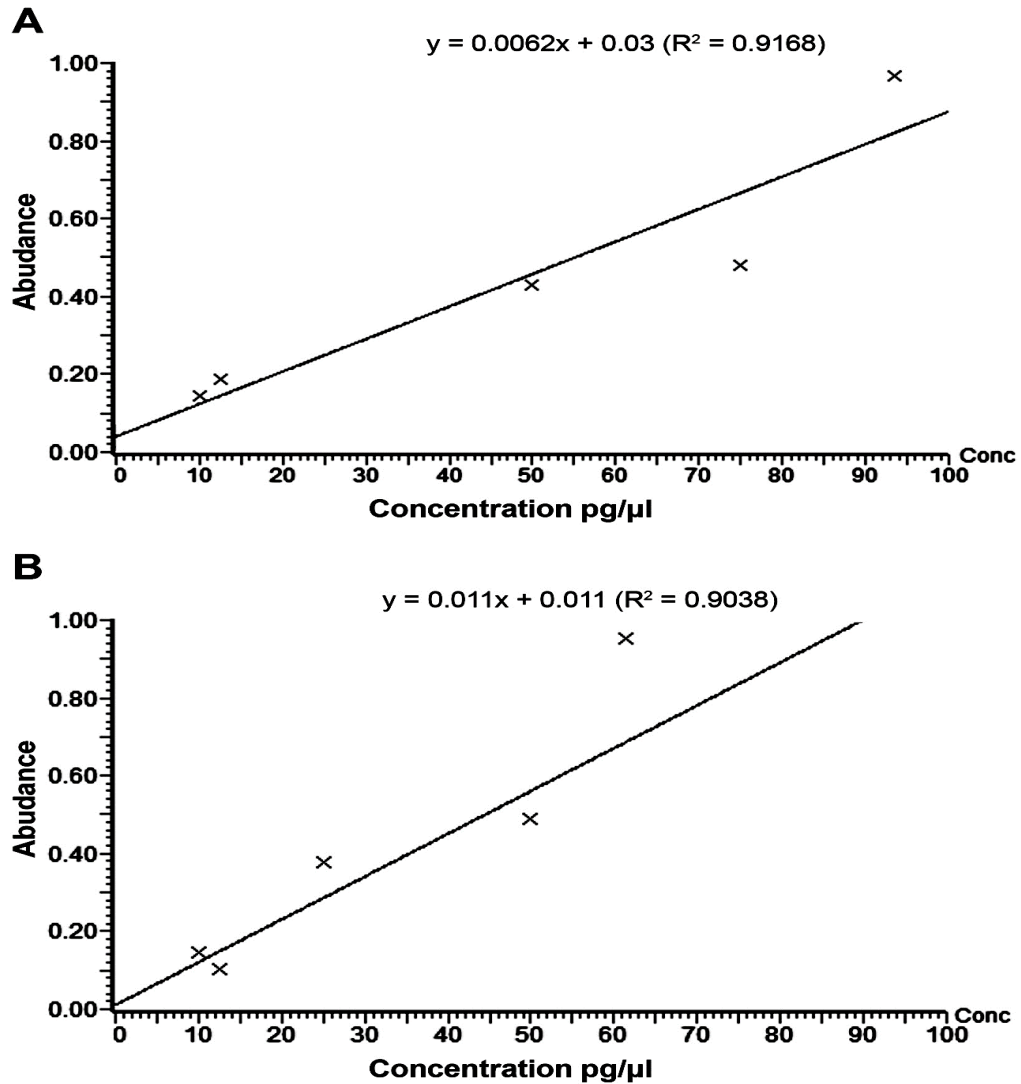 A
y = 0.0062x + 0.03 (R² = 0.9168)
1.00
0.80
0.60
0.40
0.20
0.00
Abudance
0 10 20 30 40 50 60 70 80 90 100
Conc
Concentration pg/µl
B
y = 0.011x + 0.011 (R² = 0.9038)
1.00
0.80
0.60
0.40
0.20
0.00
Abudance
0 10 20 30 40 50 60 70 80 90 100
Conc
Concentration pg/µl